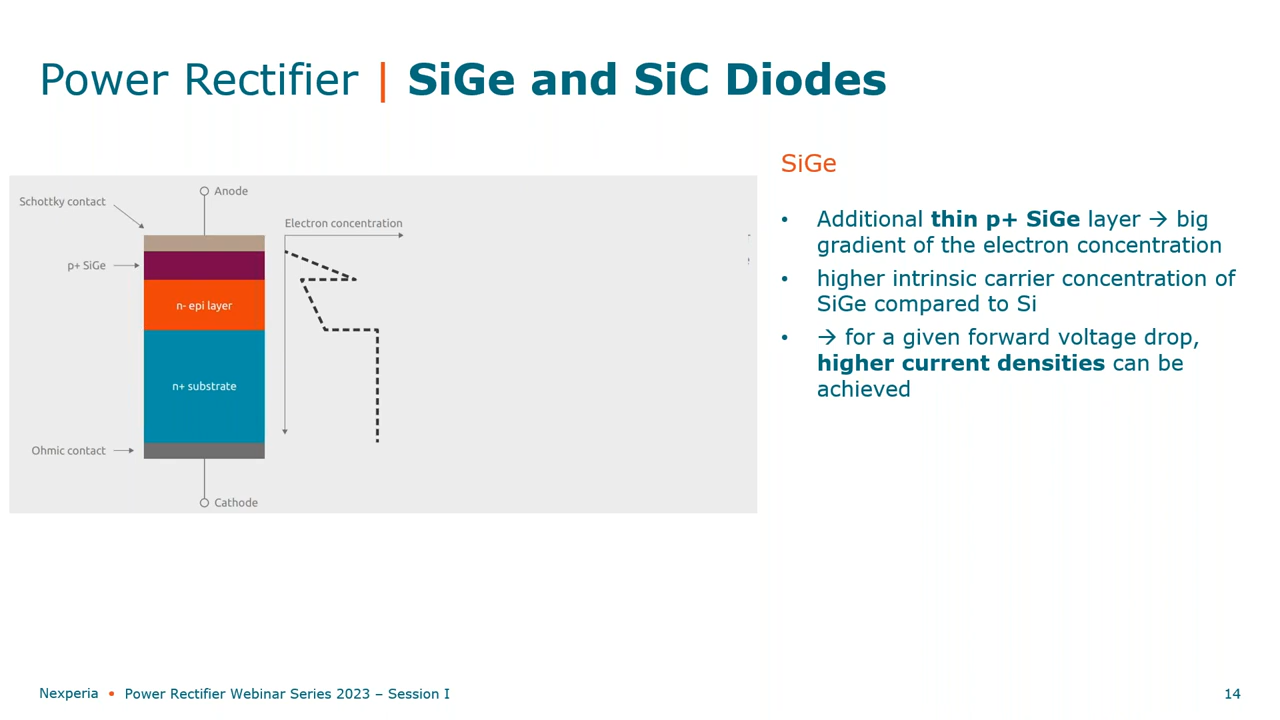 Power Rectifier | SiGe and SiC Diodes
Anode
Schottky contact
Electron concentration
p+ SiGe
n- epi layer
n+ substrate
Ohmic contact
Cathode
SiGe
• Additional thin p+ SiGe layer → big
gradient of the electron concentration
• higher intrinsic carrier concentration of
SiGe compared to Si
• → for a given forward voltage drop,
higher current densities can be
achieved
Nexperia • Power Rectifier Webinar Series 2023 – Session I
14